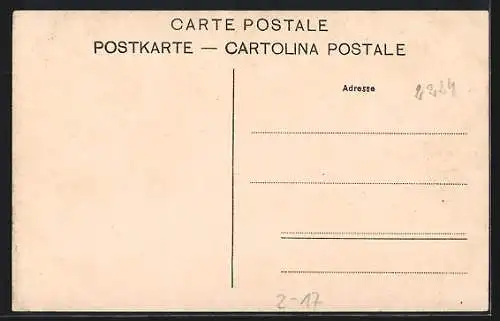 CARTE POSTALE
POSTKARTE — CARTOLINA POSTALE
Adresse
2-17